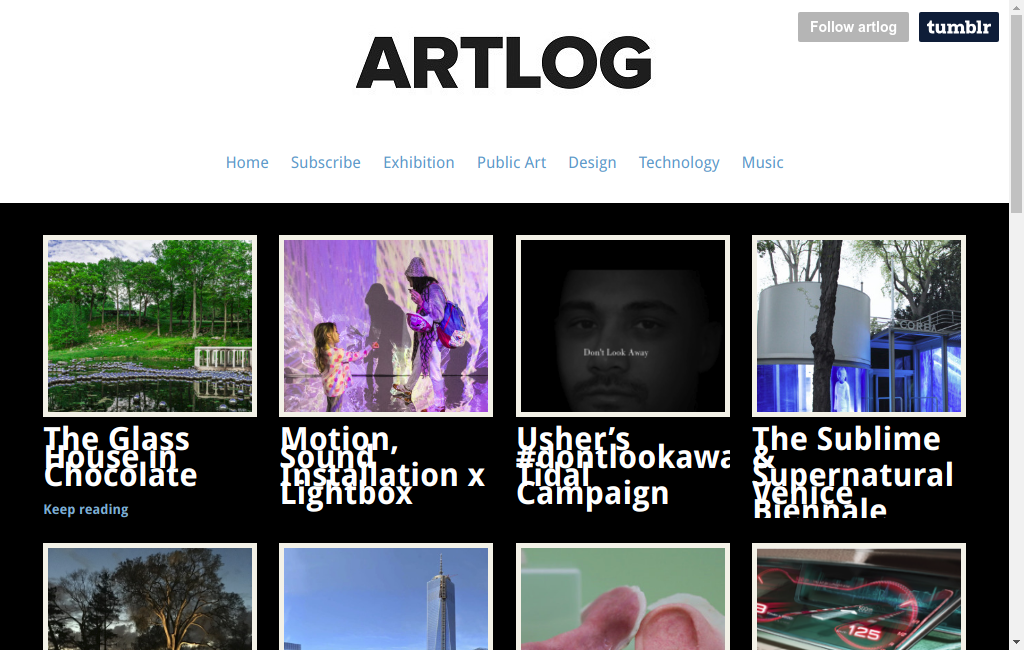 Follow artlog
tumblr
ARTLOG
Home Subscribe Exhibition Public Art Design Technology Music
Don't Look Away
COREA
The Glass
House in
Chocolate
Keep reading
Motion,
Sound
Installation x
Lightbox
Usher’s
#dontlookawa
Tidal
Campaign
The Sublime
&
Supernatural
Venice
Biennale
125